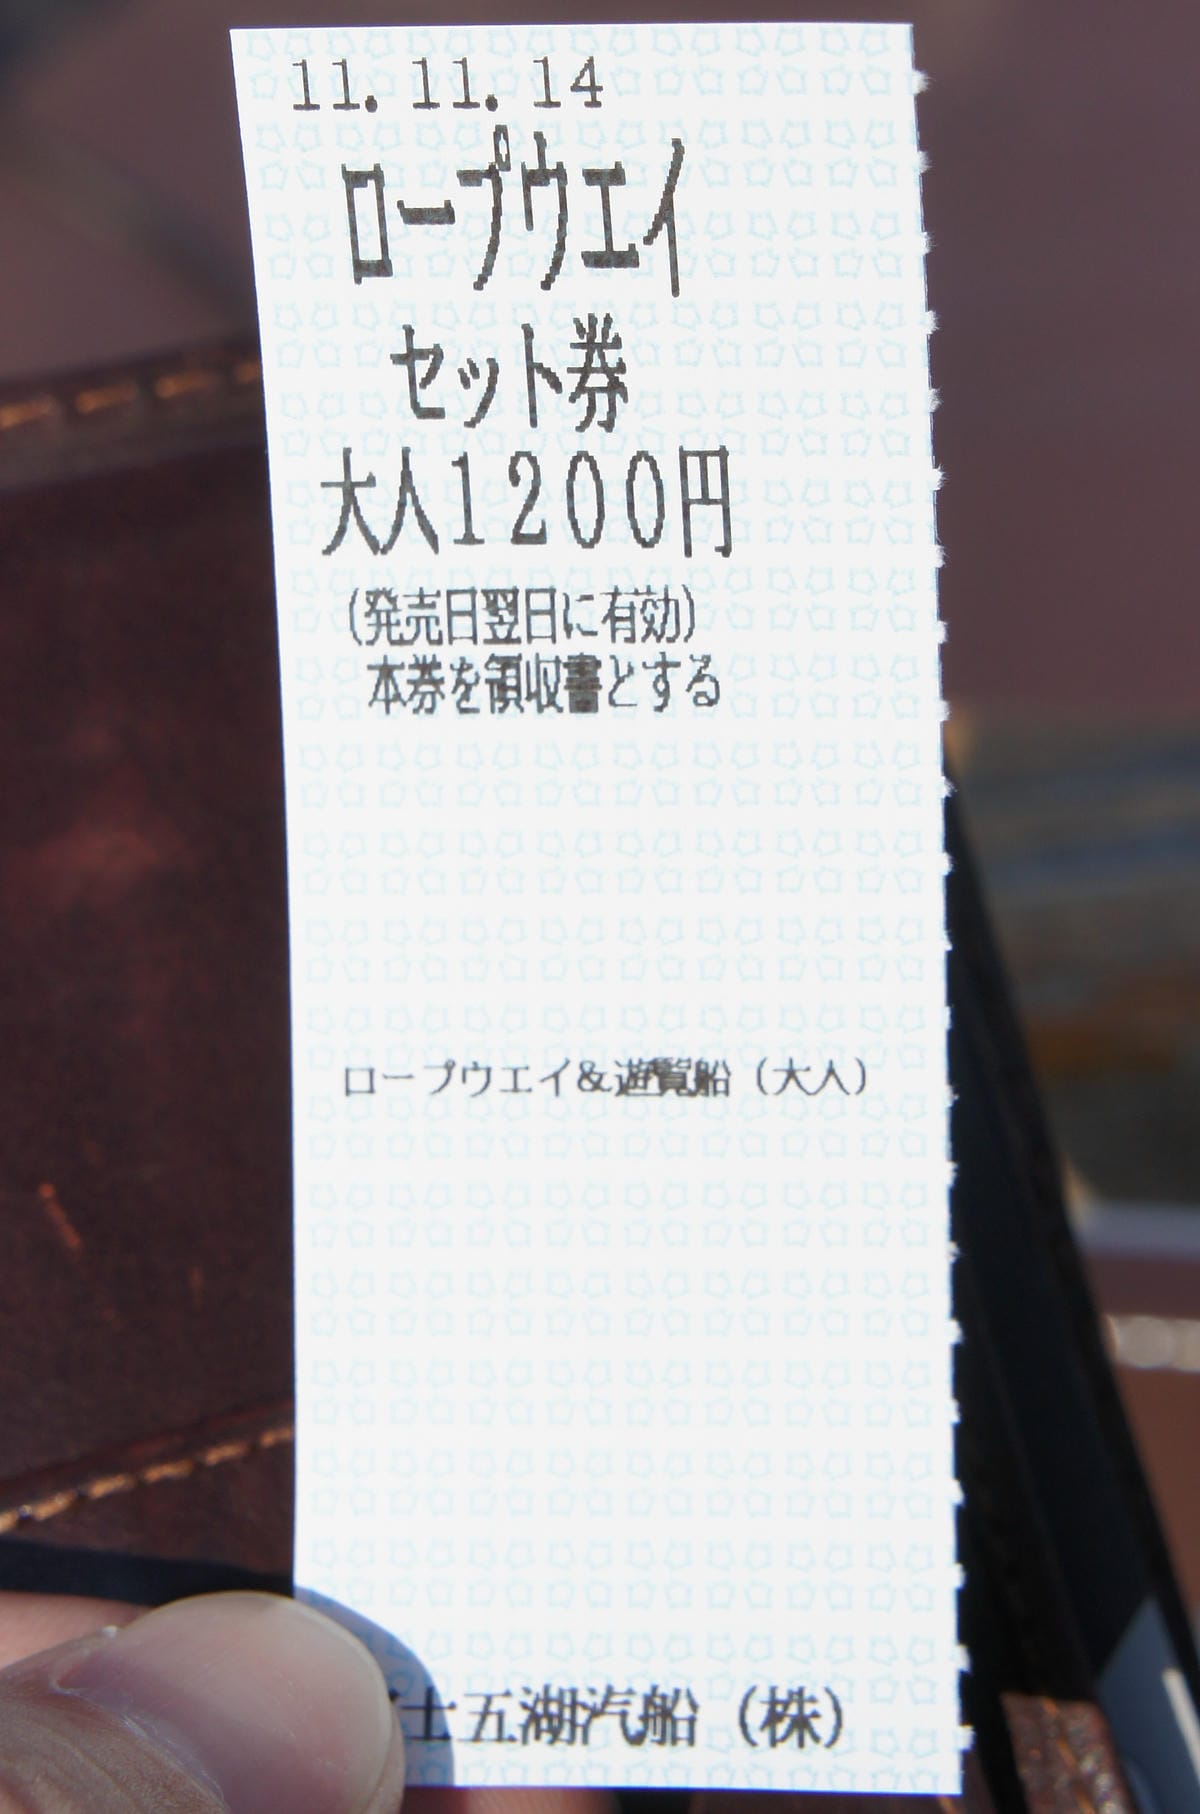 11.11.14
ロープウエイ
セット券
大人1200円
(発売日翌日に有効)
本券を領収書とする
ロープウエイ&遊覧船(大人)
士五湖汽船(株)